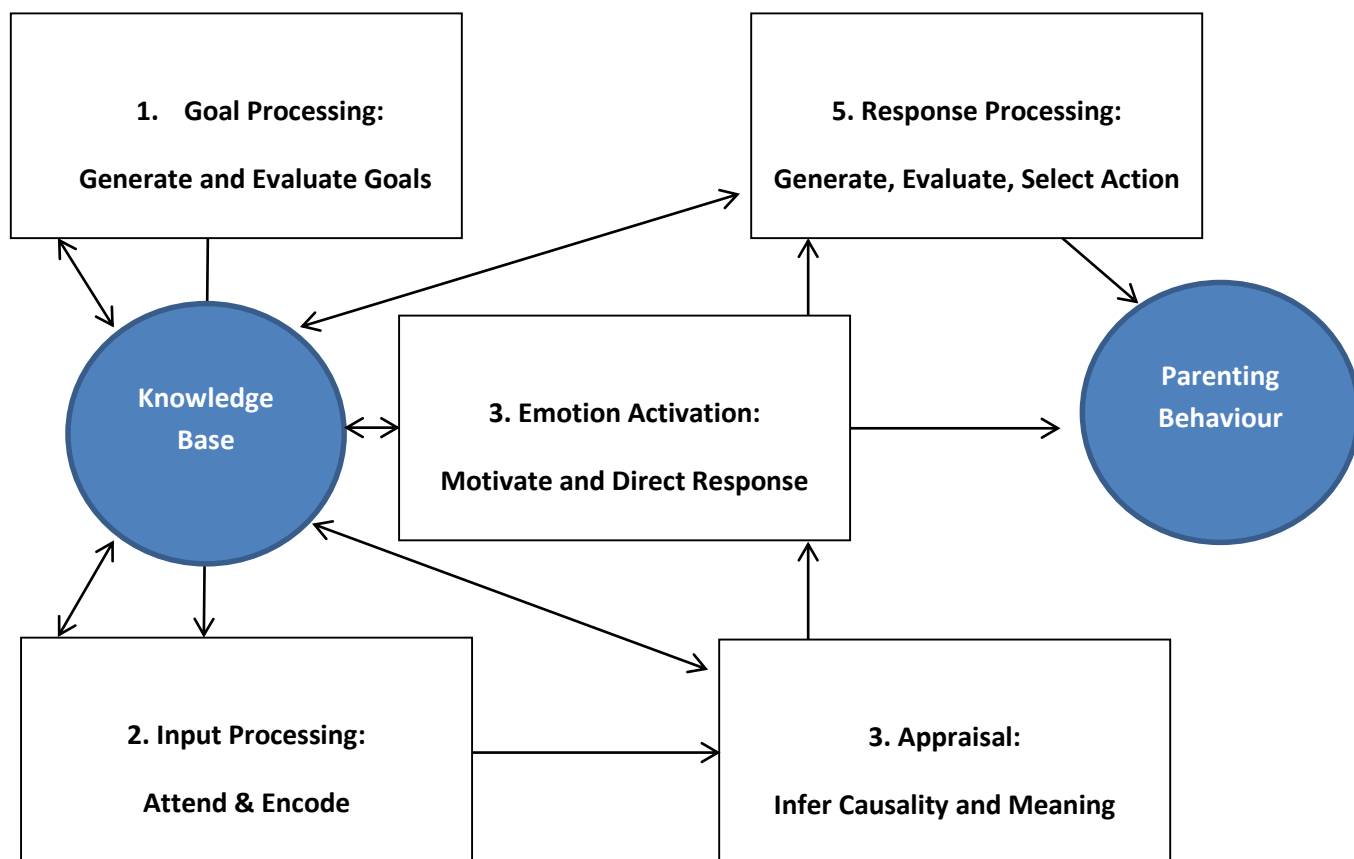 1. Goal Processing:
Generate and Evaluate Goals
5. Response Processing:
Generate, Evaluate, Select Action
Knowledge
Base
3. Emotion Activation:
Motivate and Direct Response
Parenting
Behaviour
2. Input Processing:
Attend & Encode
3. Appraisal:
Infer Causality and Meaning